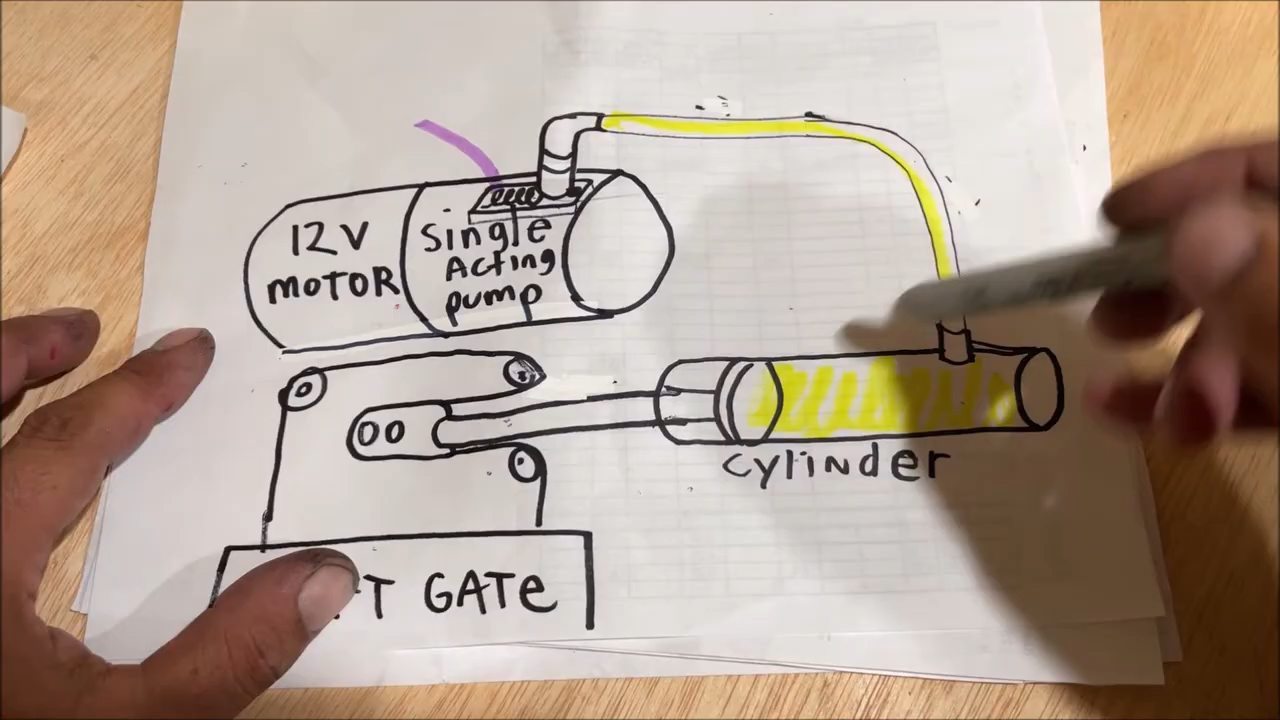 12V
MOTOR
Single
Acting
pump
cylinder
GATe